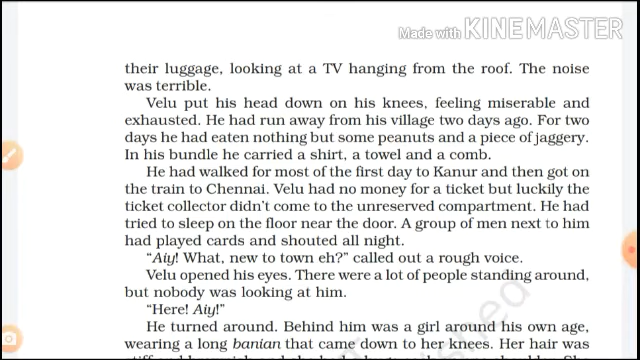 Made with KINEMASTER
their luggage, looking at a TV hanging from the roof. The noise
was terrible.
Velu put his head down on his knees, feeling miserable and
exhausted. He had run away from his village two days ago. For two
days he had eaten nothing but some peanuts and a piece of jaggery.
In his bundle he carried a shirt, a towel and a comb.
He had walked for most of the first day to Kanur and then got on
the train to Chennai. Velu had no money for a ticket but luckily the
ticket collector didn't come to the unreserved compartment. He had
tried to sleep on the floor near the door. A group of men next to him
had played cards and shouted all night.
“Aiy! What, new to town eh?” called out a rough voice.
Velu opened his eyes. There were a lot of people standing around,
but nobody was looking at him.
“Here! Aiy!”
He turned around. Behind him was a girl around his own age,
wearing a long banian that came down to her knees. Her hair was